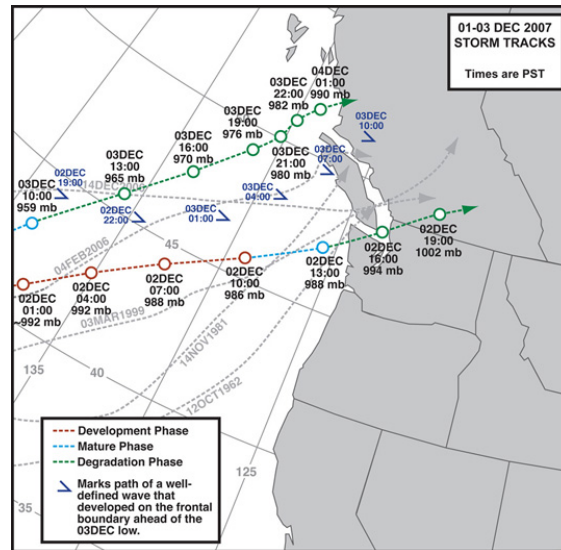 01-03 DEC 2007
STORM TRACKS
Times are PST
04DEC
01:00
990 mb
03DEC
22:00
982 mb
03DEC
19:00
976 mb
03DEC
16:00
970 mb
03DEC
13:00
965 mb
03DEC
10:00
959 mb
03DEC
21:00
980 mb
02DEC
19:00
02DEC
22:00
03DEC
01:00
03DEC
04:00
03DEC
07:00
03DEC
10:00
14DEC2006
04FEB2006
03MAR1999
14NOV1981
12OCT1962
45
40
35
135
125
02DEC
01:00
~992 mb
02DEC
04:00
992 mb
02DEC
07:00
988 mb
02DEC
10:00
986 mb
02DEC
13:00
988 mb
02DEC
16:00
994 mb
02DEC
19:00
1002 mb
Development Phase
Mature Phase
Degradation Phase
Marks path of a well-
defined wave that
developed on the frontal
boundary ahead of the
03DEC low.